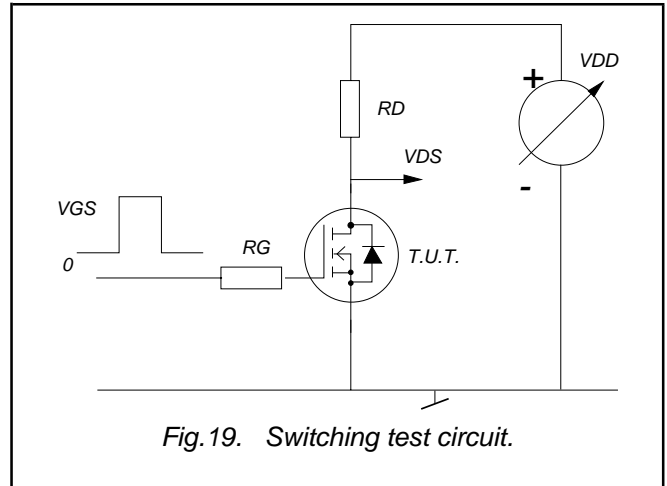 +
VDD
RD
VDS
-
VGS
RG
T.U.T.
0
Fig.19. Switching test circuit.